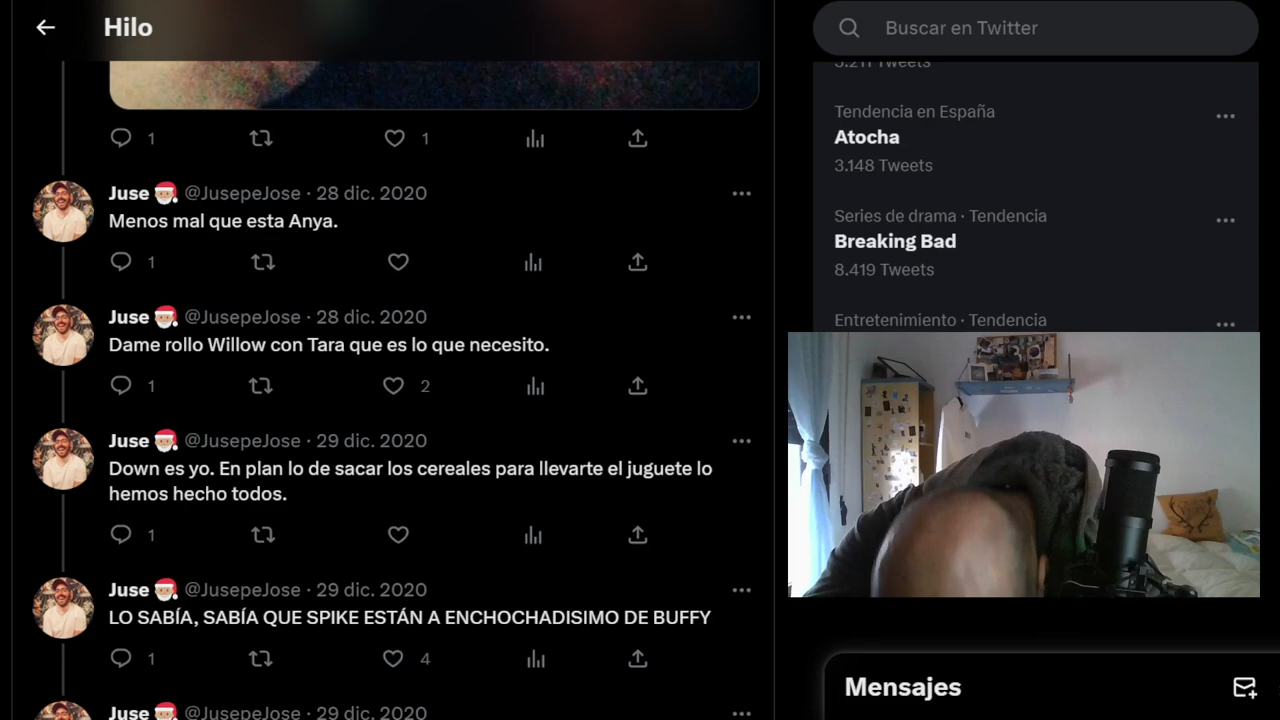 Hilo
1
1
Juse 🎅 @JusepeJose · 28 dic. 2020
Menos mal que esta Anya.
1
Juse 🎅 @JusepeJose · 28 dic. 2020
Dame rollo Willow con Tara que es lo que necesito.
1
2
Juse 🎅 @JusepeJose · 29 dic. 2020
Down es yo. En plan lo de sacar los cereales para llevarte el juguete lo
hemos hecho todos.
1
Juse 🎅 @JusepeJose · 29 dic. 2020
LO SABÍA, SABÍA QUE SPIKE ESTÁN A ENCHOCHADISIMO DE BUFFY
1
4
Juse 🎅 @JusepeJose · 29 dic. 2020
Buscar en Twitter
3.211 Tweets
Tendencia en España
Atocha
3.148 Tweets
Series de drama · Tendencia
Breaking Bad
8.419 Tweets
Entretenimiento · Tendencia
Mensajes